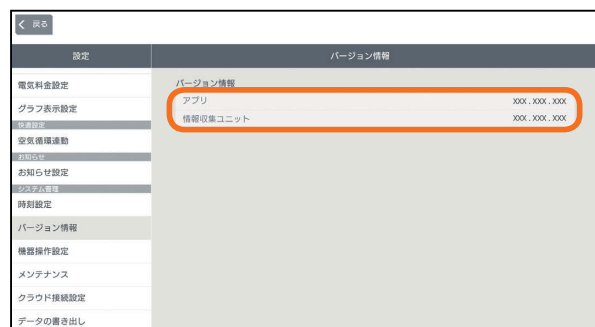 戻る
設定
バージョン情報
電気料金設定
グラフ表示設定
快適設定
空気循環連動
お知らせ
お知らせ設定
システム管理
時刻設定
バージョン情報
機器操作設定
メンテナンス
クラウド接続設定
データの書き出し
バージョン情報
アプリ XXX.XXX.XXX
情報収集ユニット XXX.XXX.XXX